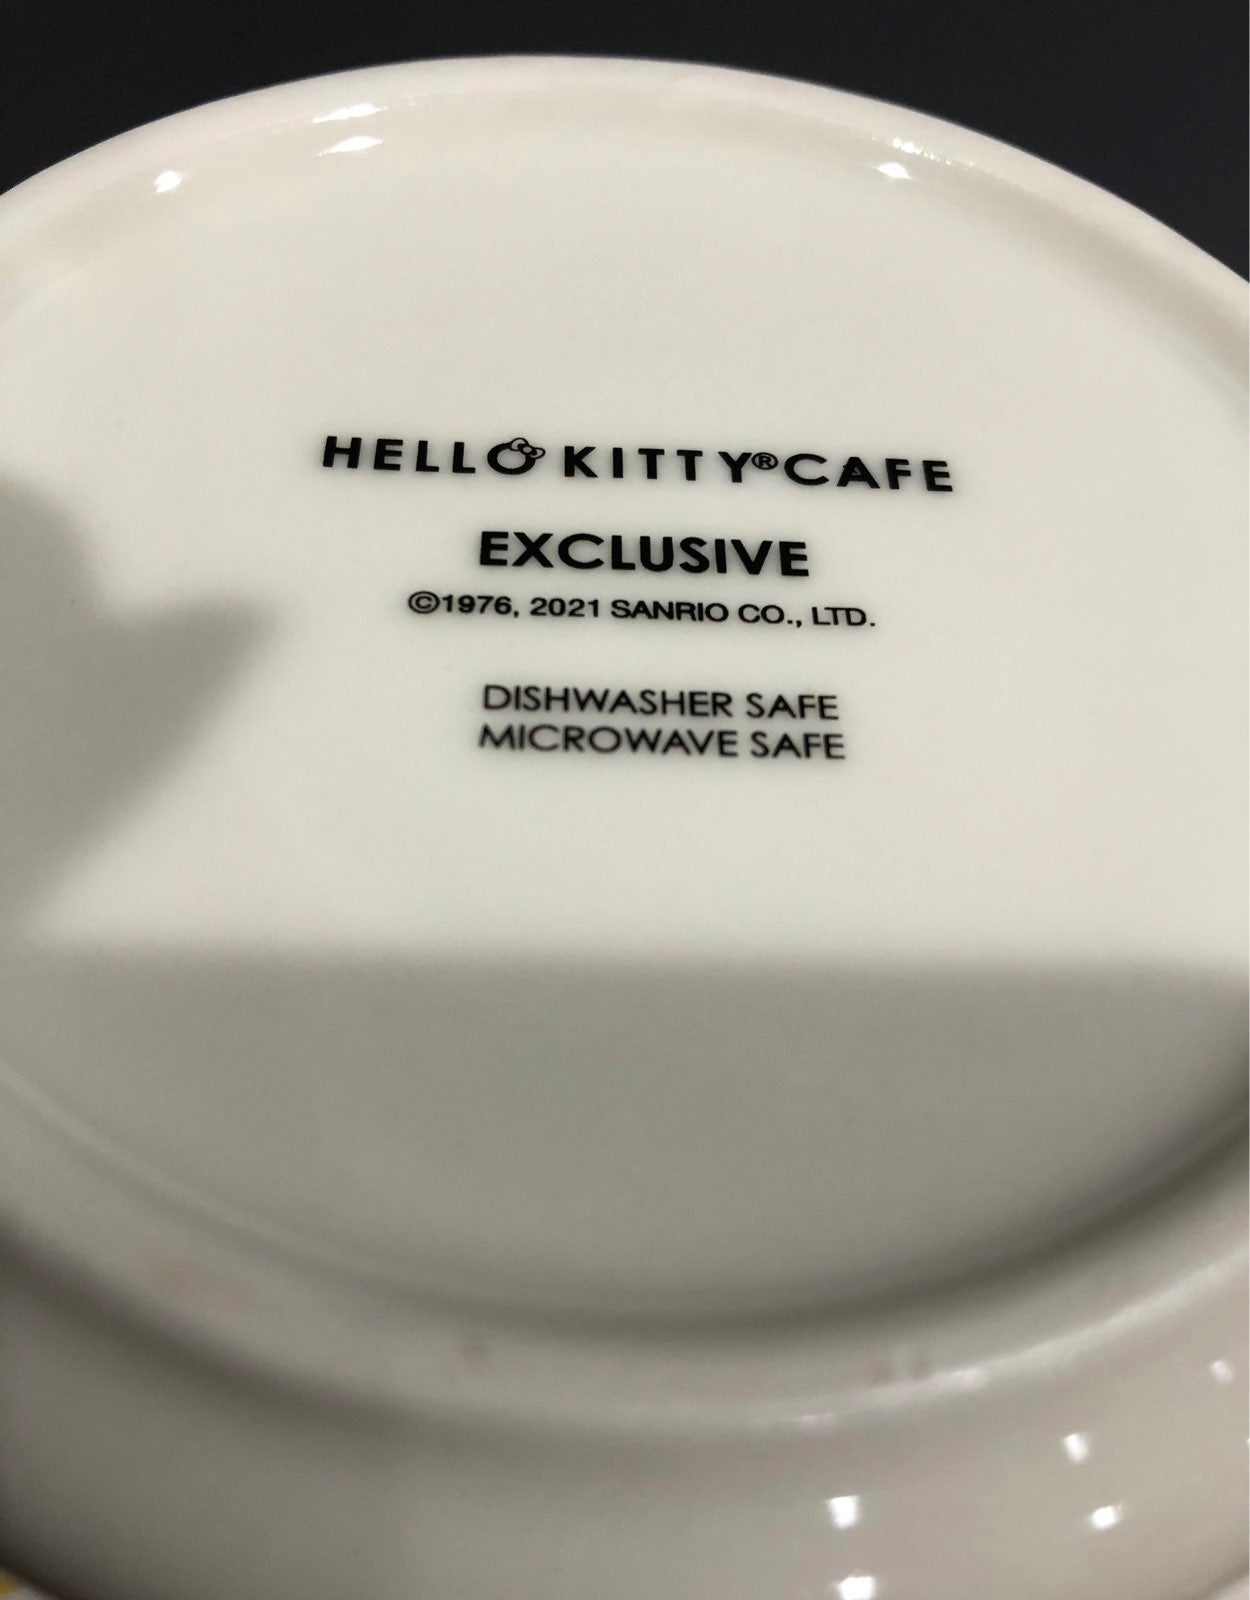 HELLO KITTY®CAFE
EXCLUSIVE
©1976, 2021 SANRIO CO., LTD.
DISHWASHER SAFE
MICROWAVE SAFE